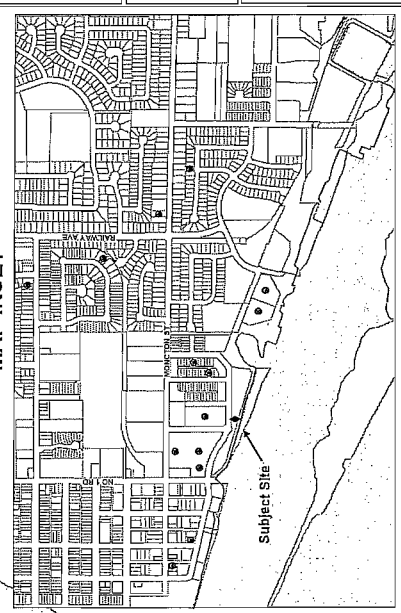 MAP INSET
RAILWAY AVE
MONCTON ST
NO 1 RD
Subject Site